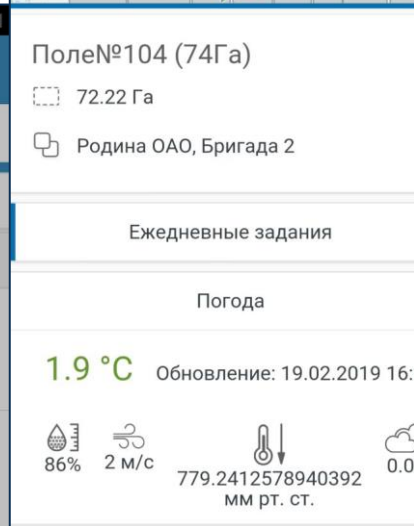 Поле№104 (74Га)
72.22 Га
Родина ОАО, Бригада 2
Ежедневные задания
Погода
1.9 °C Обновление: 19.02.2019 16:
86% 2 м/с 779.2412578940392 0.0
мм рт. ст.